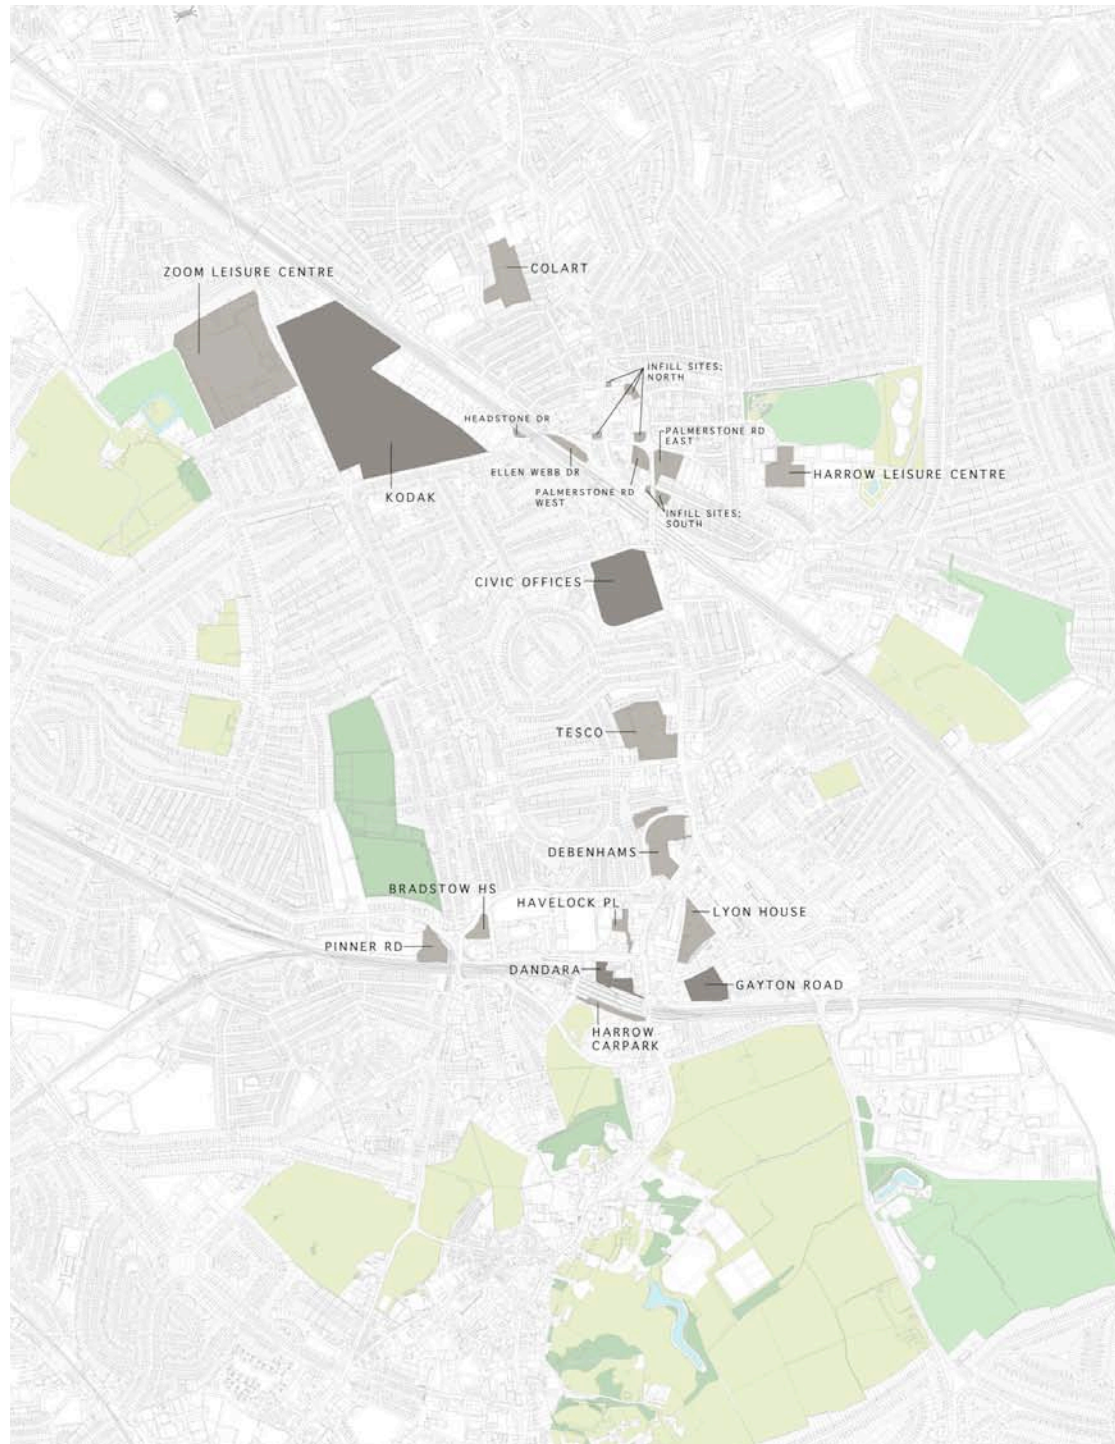 COLART
ZOOM LEISURE CENTRE
INFILL SITES;
NORTH
HEADSTONE DR
PALMERSTONE RD
EAST
ELLEN WEBB DR
HARROW LEISURE CENTRE
PALMERSTONE RD
WEST
KODAK
INFILL SITES;
SOUTH
CIVIC OFFICES
TESCO
DEBENHAMS
BRADSTOW HS
HAVELOCK PL
LYON HOUSE
PINNER RD
DANDARA
GAYTON ROAD
HARROW
CARPARK